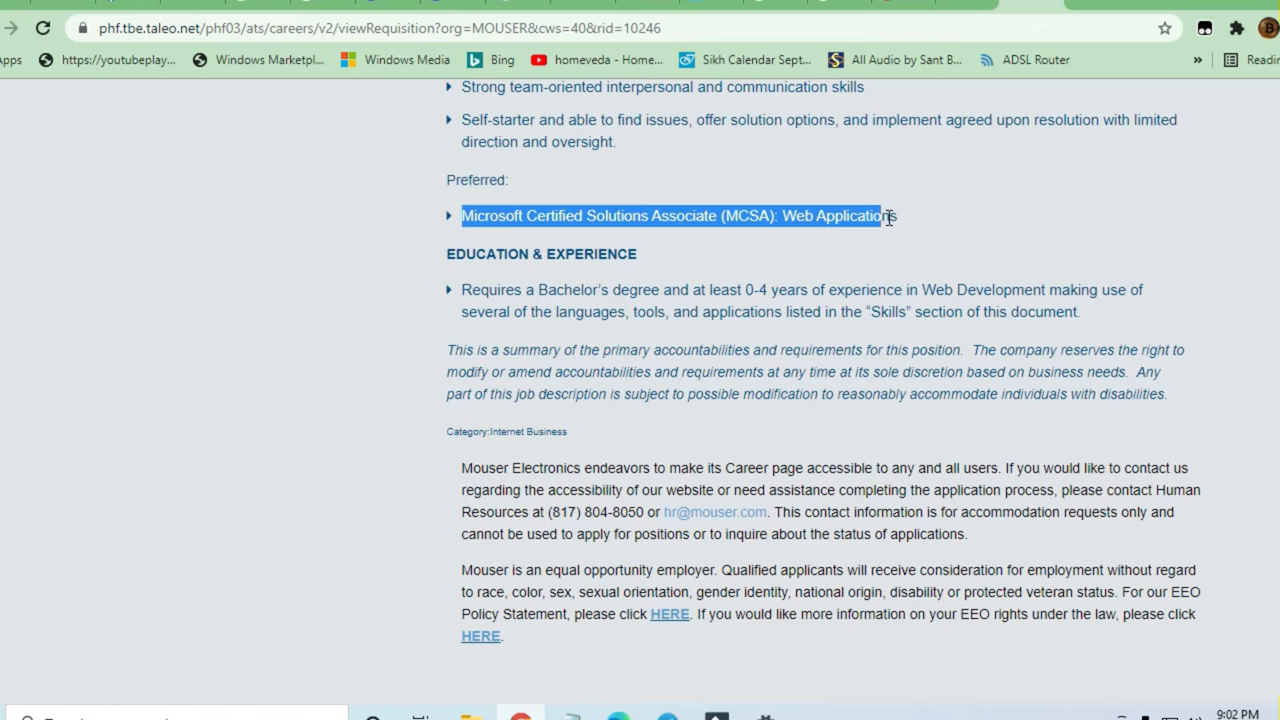 phf.tbe.taleo.net/phf03/ats/careers/v2/viewRequisition?org=MOUSER&cws=40&rid=10246
Apps https://youtubeplay... Windows Marketpl... Windows Media Bing homeveda - Home... Sikh Calendar Sept... All Audio by Sant B... ADSL Router »
Strong team-oriented interpersonal and communication skills
Self-starter and able to find issues, offer solution options, and implement agreed upon resolution with limited
direction and oversight.
Preferred:
Microsoft Certified Solutions Associate (MCSA): Web Applications
EDUCATION & EXPERIENCE
Requires a Bachelor’s degree and at least 0-4 years of experience in Web Development making use of
several of the languages, tools, and applications listed in the “Skills” section of this document.
This is a summary of the primary accountabilities and requirements for this position. The company reserves the right to
modify or amend accountabilities and requirements at any time at its sole discretion based on business needs. Any
part of this job description is subject to possible modification to reasonably accommodate individuals with disabilities.
Category:Internet Business
Mouser Electronics endeavors to make its Career page accessible to any and all users. If you would like to contact us
regarding the accessibility of our website or need assistance completing the application process, please contact Human
Resources at (817) 804-8050 or hr@mouser.com. This contact information is for accommodation requests only and
cannot be used to apply for positions or to inquire about the status of applications.
Mouser is an equal opportunity employer. Qualified applicants will receive consideration for employment without regard
to race, color, sex, sexual orientation, gender identity, national origin, disability or protected veteran status. For our EEO
Policy Statement, please click HERE. If you would like more information on your EEO rights under the law, please click
HERE.
9:02 PM